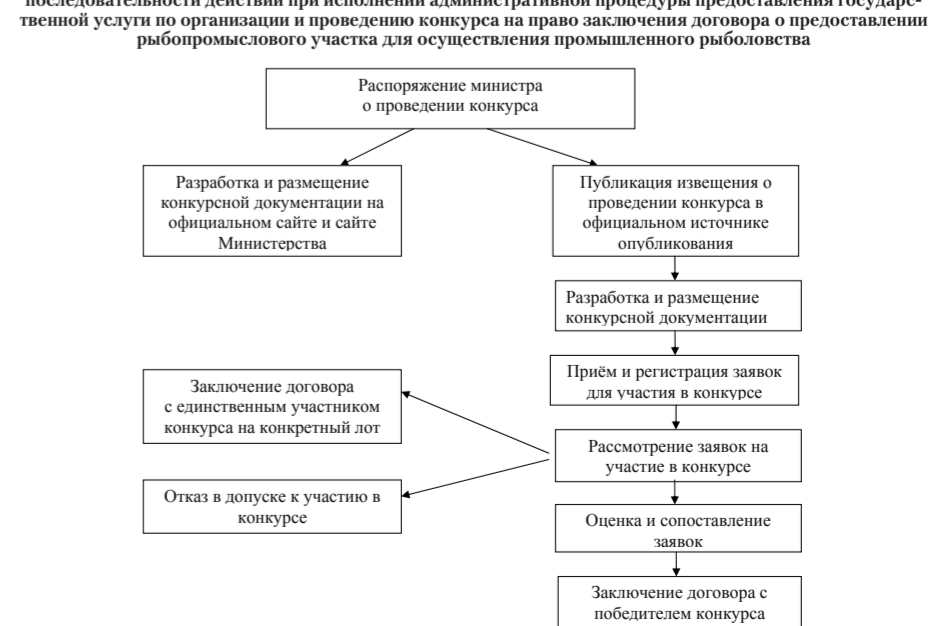 последовательности действий при исполнении административной процедуры предоставления государс-
твенной услуги по организации и проведению конкурса на право заключения договора о предоставлении
рыбопромыслового участка для осуществления промышленного рыболовства
Распоряжение министра
о проведении конкурса
Разработка и размещение
конкурсной документации на
официальном сайте и сайте
Министерства
Публикация извещения о
проведении конкурса в
официальном источнике
опубликования
Разработка и размещение
конкурсной документации
Приём и регистрация заявок
для участия в конкурсе
Заключение договора
с единственным участником
конкурса на конкретный лот
Рассмотрение заявок на
участие в конкурсе
Отказ в допуске к участию в
конкурсе
Оценка и сопоставление
заявок
Заключение договора с
победителем конкурса